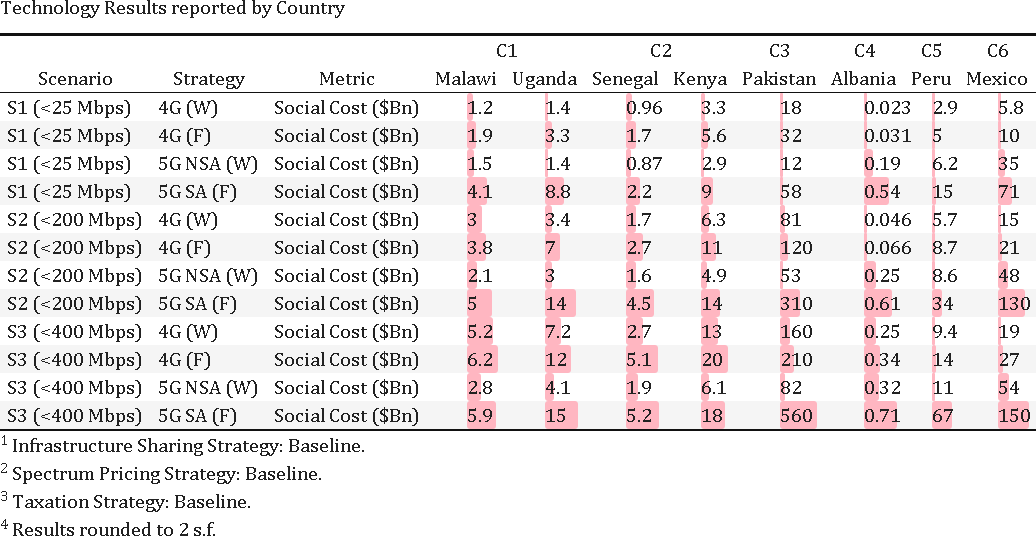 Technology Results reported by Country
C1 C2 C3 C4 C5 C6
Scenario Strategy Metric Malawi Uganda Senegal Kenya Pakistan Albania Peru Mexico
S1 (<25 Mbps) 4G (W) Social Cost ($Bn) 1.2 1.4 0.96 3.3 18 0.023 2.9 5.8
S1 (<25 Mbps) 4G (F) Social Cost ($Bn) 1.9 3.3 1.7 5.6 32 0.031 5 10
S1 (<25 Mbps) 5G NSA (W) Social Cost ($Bn) 1.5 1.4 0.87 2.9 12 0.19 6.2 35
S1 (<25 Mbps) 5G SA (F) Social Cost ($Bn) 4.1 8.8 2.2 9 58 0.54 15 71
S2 (<200 Mbps) 4G (W) Social Cost ($Bn) 3 3.4 1.7 6.3 81 0.046 5.7 15
S2 (<200 Mbps) 4G (F) Social Cost ($Bn) 3.8 7 2.7 11 120 0.066 8.7 21
S2 (<200 Mbps) 5G NSA (W) Social Cost ($Bn) 2.1 3 1.6 4.9 53 0.25 8.6 48
S2 (<200 Mbps) 5G SA (F) Social Cost ($Bn) 5 14 4.5 14 310 0.61 34 130
S3 (<400 Mbps) 4G (W) Social Cost ($Bn) 5.2 7.2 2.7 13 160 0.25 9.4 19
S3 (<400 Mbps) 4G (F) Social Cost ($Bn) 6.2 12 5.1 20 210 0.34 14 27
S3 (<400 Mbps) 5G NSA (W) Social Cost ($Bn) 2.8 4.1 1.9 6.1 82 0.32 11 54
S3 (<400 Mbps) 5G SA (F) Social Cost ($Bn) 5.9 15 5.2 18 560 0.71 67 150
1 Infrastructure Sharing Strategy: Baseline.
2 Spectrum Pricing Strategy: Baseline.
3 Taxation Strategy: Baseline.
4 Results rounded to 2 s.f.